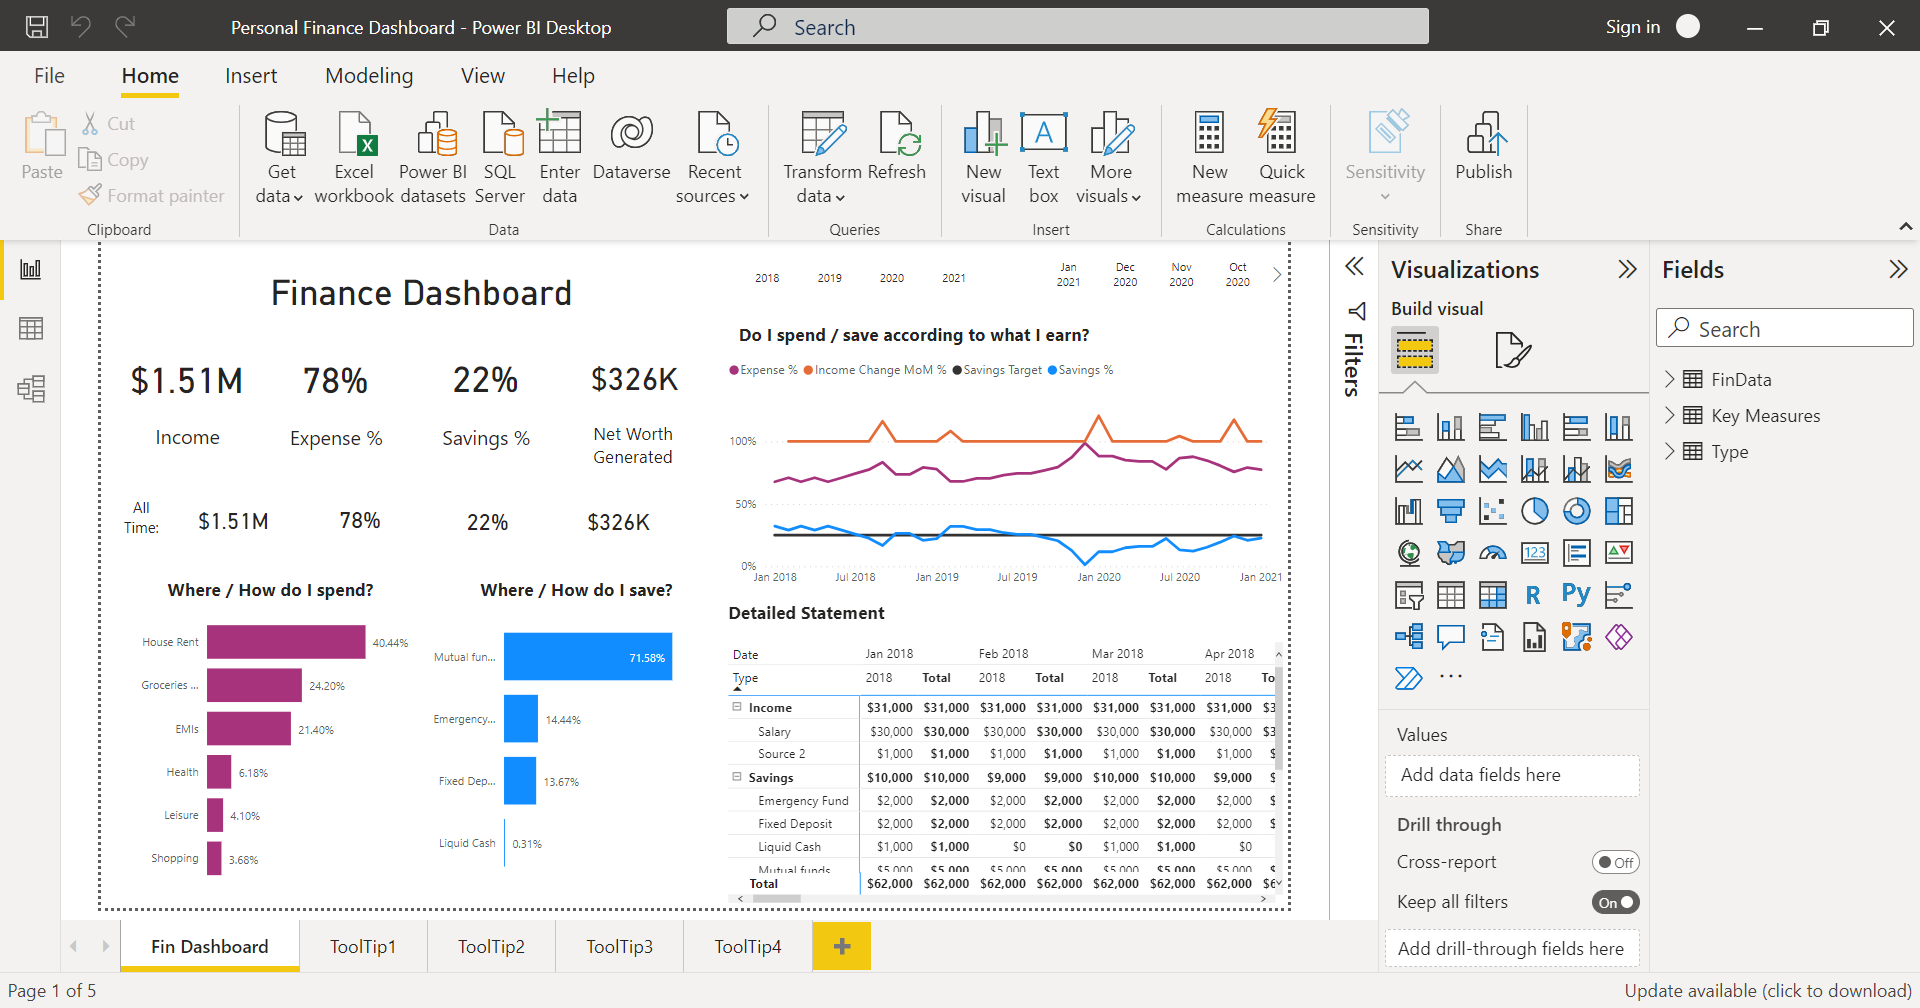 Personal Finance Dashboard - Power BI Desktop
Search
Sign in
File Home Insert Modeling View Help
Paste
Cut
Copy
Format painter
Clipboard
Get data
Excel workbook
Power BI datasets
SQL Server
Enter data
Dataverse
Recent sources
Data
Transform data
Refresh
Queries
New visual
Text box
More visuals
Insert
New measure
Quick measure
Calculations
Sensitivity
Sensitivity
Publish
Share
Finance Dashboard
$1.51M 78% 22% $326K
Income Expense % Savings % Net Worth Generated
All Time: $1.51M 78% 22% $326K
Where / How do I spend?
House Rent 40.44%
Groceries ... 24.20%
EMIs 21.40%
Health 6.18%
Leisure 4.10%
Shopping 3.68%
Where / How do I save?
Mutual fun... 71.58%
Emergency... 14.44%
Fixed Dep... 13.67%
Liquid Cash 0.31%
2018 2019 2020 2021
Jan 2021 Dec 2020 Nov 2020 Oct 2020
Do I spend / save according to what I earn?
Expense % Income Change MoM % Savings Target Savings %
100%
50%
0%
Jan 2018 Jul 2018 Jan 2019 Jul 2019 Jan 2020 Jul 2020 Jan 2021
Detailed Statement
Date Jan 2018 Feb 2018 Mar 2018 Apr 2018
Type 2018 Total 2018 Total 2018 Total 2018 To
Income $31,000 $31,000 $31,000 $31,000 $31,000 $31,000 $31,000 $3
Salary $30,000 $30,000 $30,000 $30,000 $30,000 $30,000 $30,000 $3
Source 2 $1,000 $1,000 $1,000 $1,000 $1,000 $1,000 $1,000 $
Savings $10,000 $10,000 $9,000 $9,000 $10,000 $10,000 $9,000 $
Emergency Fund $2,000 $2,000 $2,000 $2,000 $2,000 $2,000 $2,000 $
Fixed Deposit $2,000 $2,000 $2,000 $2,000 $2,000 $2,000 $2,000 $
Liquid Cash $1,000 $1,000 $0 $0 $1,000 $1,000 $0
Mutual funds $5,000 $5,000 $5,000 $5,000 $5,000 $5,000 $5,000 $
Total $62,000 $62,000 $62,000 $62,000 $62,000 $62,000 $62,000 $6
Filters
Visualizations
Build visual
123
R Py
...
Values
Add data fields here
Drill through
Cross-report Off
Keep all filters On
Add drill-through fields here
Fields
Search
FinData
Key Measures
Type
Fin Dashboard ToolTip1 ToolTip2 ToolTip3 ToolTip4
Page 1 of 5
Update available (click to download)